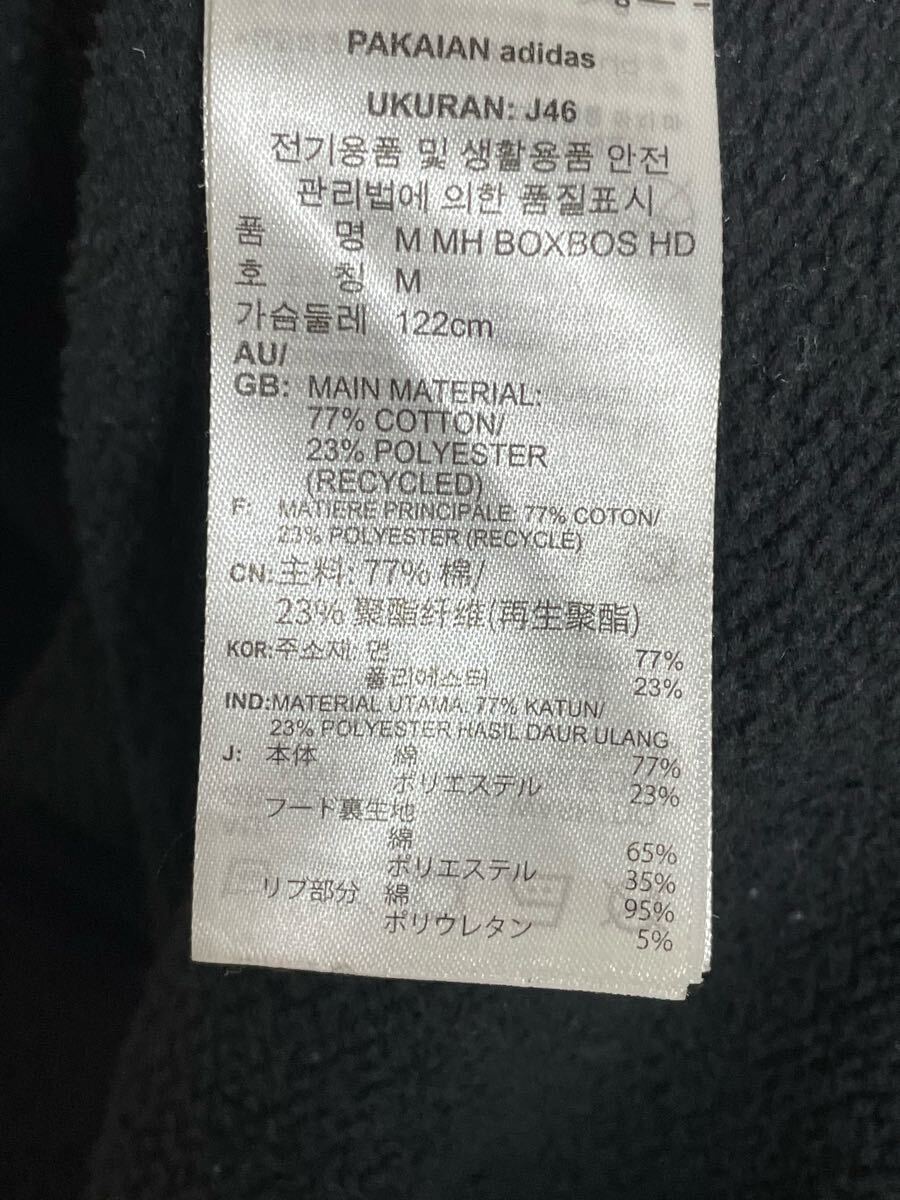 PAKAIAN adidas
UKURAN: J46
전기용품 및 생활용품 안전
관리법에 의한 품질표시
품 명 M MH BOXBOS HD
호 칭 M
가슴둘레 122cm
AU/
GB: MAIN MATERIAL:
77% COTTON/
23% POLYESTER
(RECYCLED)
F: MATIERE PRINCIPALE: 77% COTON/
23% POLYESTER (RECYCLE)
CN: 主料: 77% 棉/
23% 聚酯纤维(再生聚酯)
KOR: 주소재: 면 77%
폴리에스터 23%
IND: MATERIAL UTAMA: 77% KATUN/
23% POLYESTER HASIL DAUR ULANG
J: 本体 綿 77%
ポリエステル 23%
フード裏生地
綿 65%
ポリエステル 35%
リブ部分 綿 95%
ポリウレタン 5%